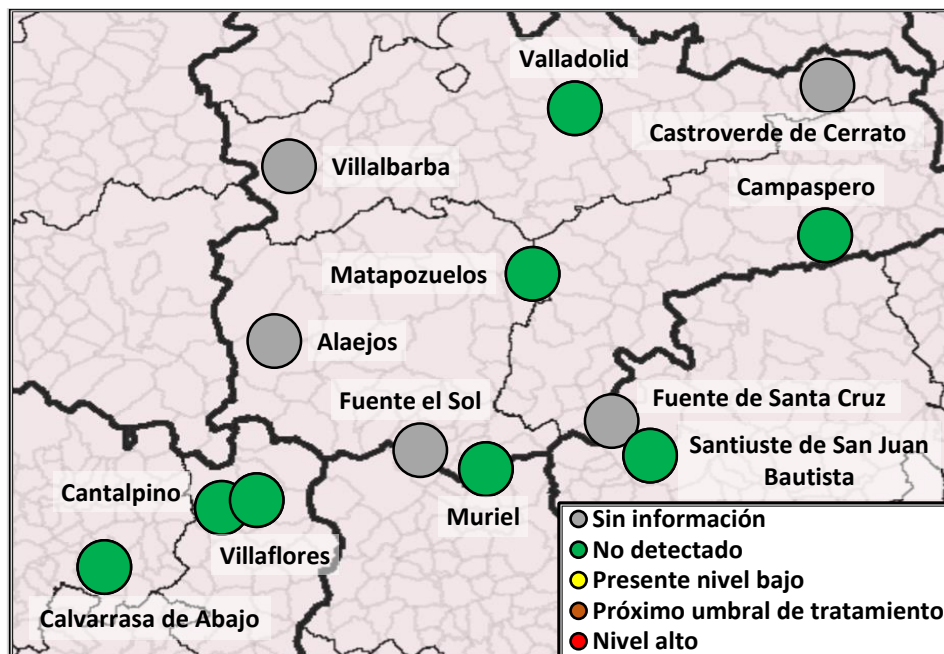 Valladolid
Castroverde de Cerrato
Villalbarba
Campaspero
Matapozuelos
Alaejos
Fuente el Sol
Fuente de Santa Cruz
Santiuste de San Juan
Bautista
Cantalpino
Muriel
Villaflores
Calvarrasa de Abajo
Sin información
No detectado
Presente nivel bajo
Próximo umbral de tratamiento
Nivel alto